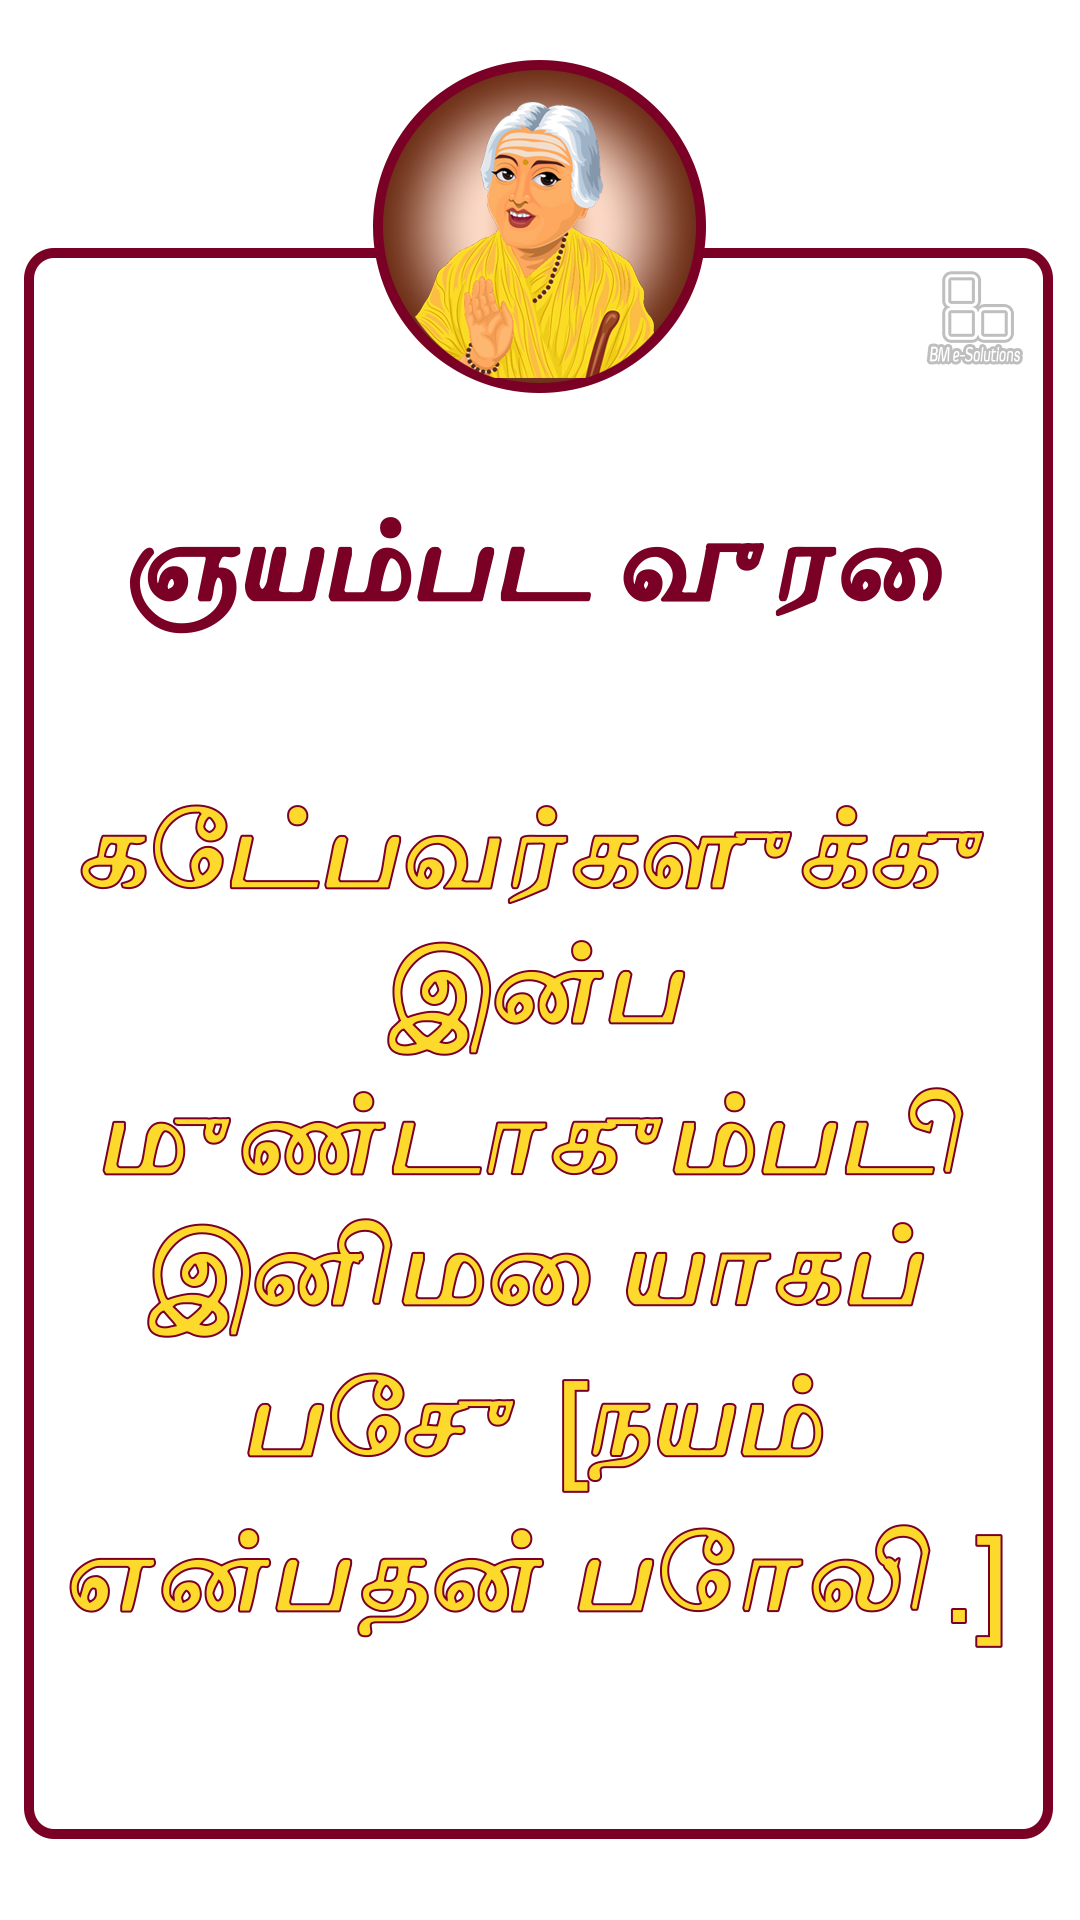 BM e-Solutions
ஞயம்பட வுரை
கேட்பவர்களுக்கு
இன்ப
முண்டாகும்படி
இனிமை யாகப்
பேசு [நயம்
என்பதன் போலி .]